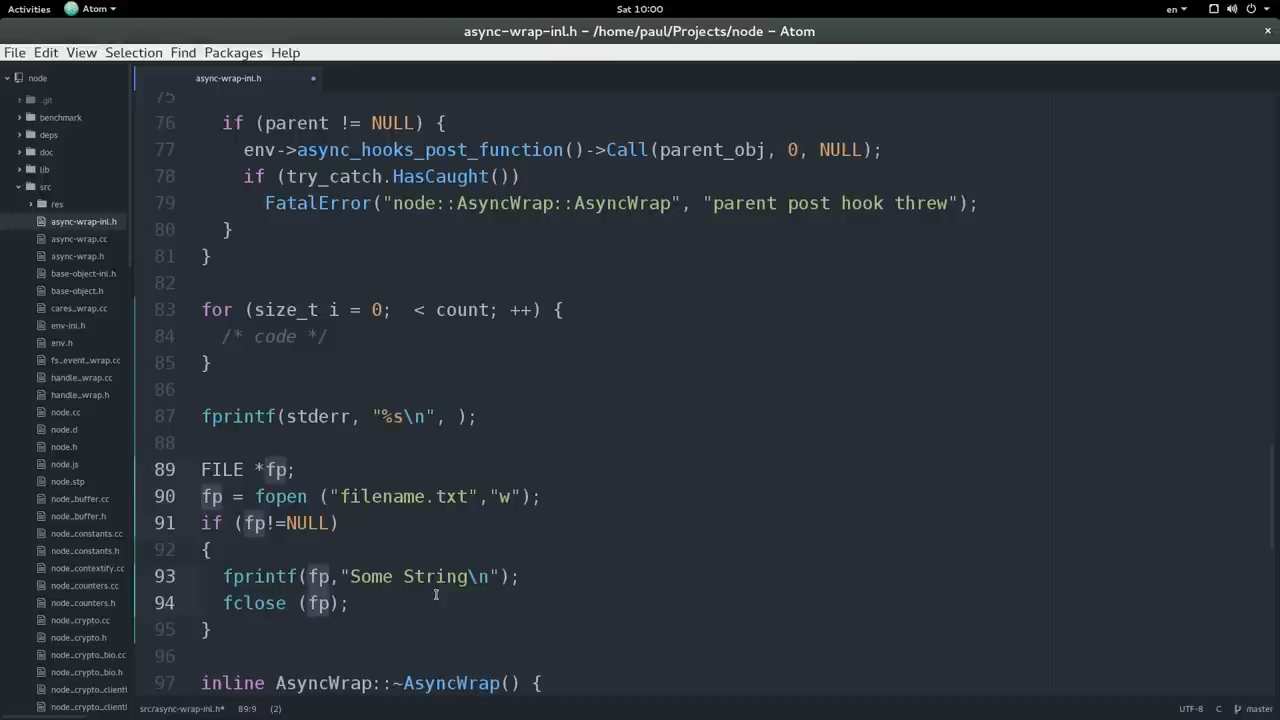 Activities Atom Sat 10:00 en
async-wrap-inl.h - /home/paul/Projects/node - Atom ×
File Edit View Selection Find Packages Help
node
.git
benchmark
deps
doc
lib
src
res
async-wrap-inl.h
async-wrap.cc
async-wrap.h
base-object-inl.h
base-object.h
cares_wrap.cc
env-inl.h
env.h
fs_event_wrap.cc
handle_wrap.cc
handle_wrap.h
node.cc
node.d
node.h
node.js
node.stp
node_buffer.cc
node_buffer.h
node_constants.cc
node_constants.h
node_contextify.cc
node_counters.cc
node_counters.h
node_crypto.cc
node_crypto.h
node_crypto_bio.cc
node_crypto_bio.h
node_crypto_clienth
node_crypto_clienth
async-wrap-inl.h
75
76 if (parent != NULL) {
77 env->async_hooks_post_function()->Call(parent_obj, 0, NULL);
78 if (try_catch.HasCaught())
79 FatalError("node::AsyncWrap::AsyncWrap", "parent post hook threw");
80 }
81 }
82
83 for (size_t i = 0;  < count; ++) {
84 /* code */
85 }
86
87 fprintf(stderr, "%s\n", );
88
89 FILE *fp;
90 fp = fopen ("filename.txt","w");
91 if (fp!=NULL)
92 {
93 fprintf(fp,"Some String\n");
94 fclose (fp);
95 }
96
97 inline AsyncWrap::~AsyncWrap() {
src/async-wrap-inl.h* 89:9 (2) UTF-8 C master